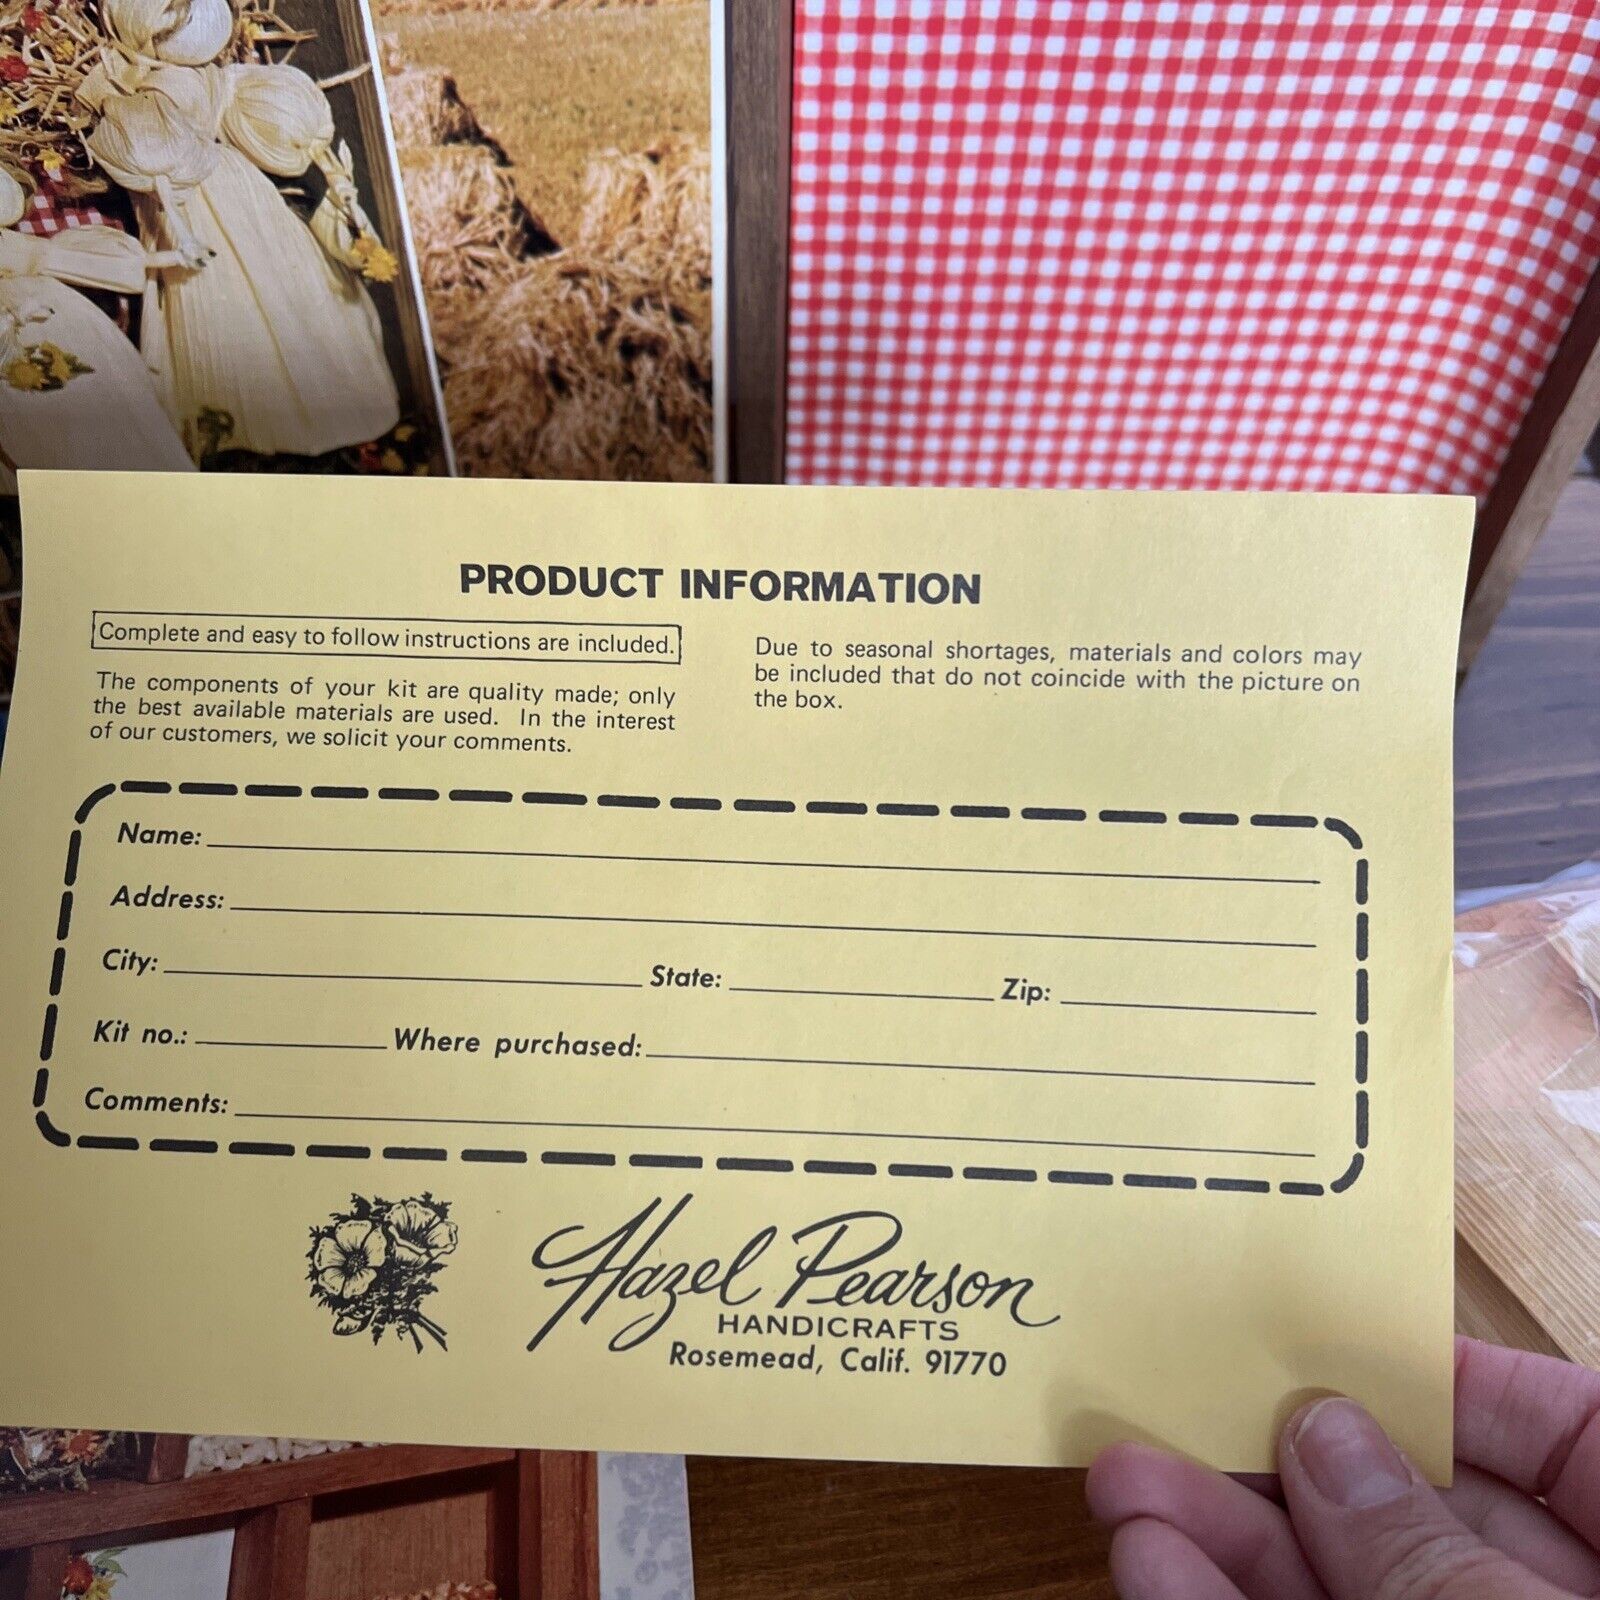 PRODUCT INFORMATION
Complete and easy to follow instructions are included.
The components of your kit are quality made; only
the best available materials are used. In the interest
of our customers, we solicit your comments.
Due to seasonal shortages, materials and colors may
be included that do not coincide with the picture on
the box.
Name:
Address:
City: State: Zip:
Kit no.: Where purchased:
Comments:
Hazel Pearson
HANDICRAFTS
Rosemead, Calif. 91770